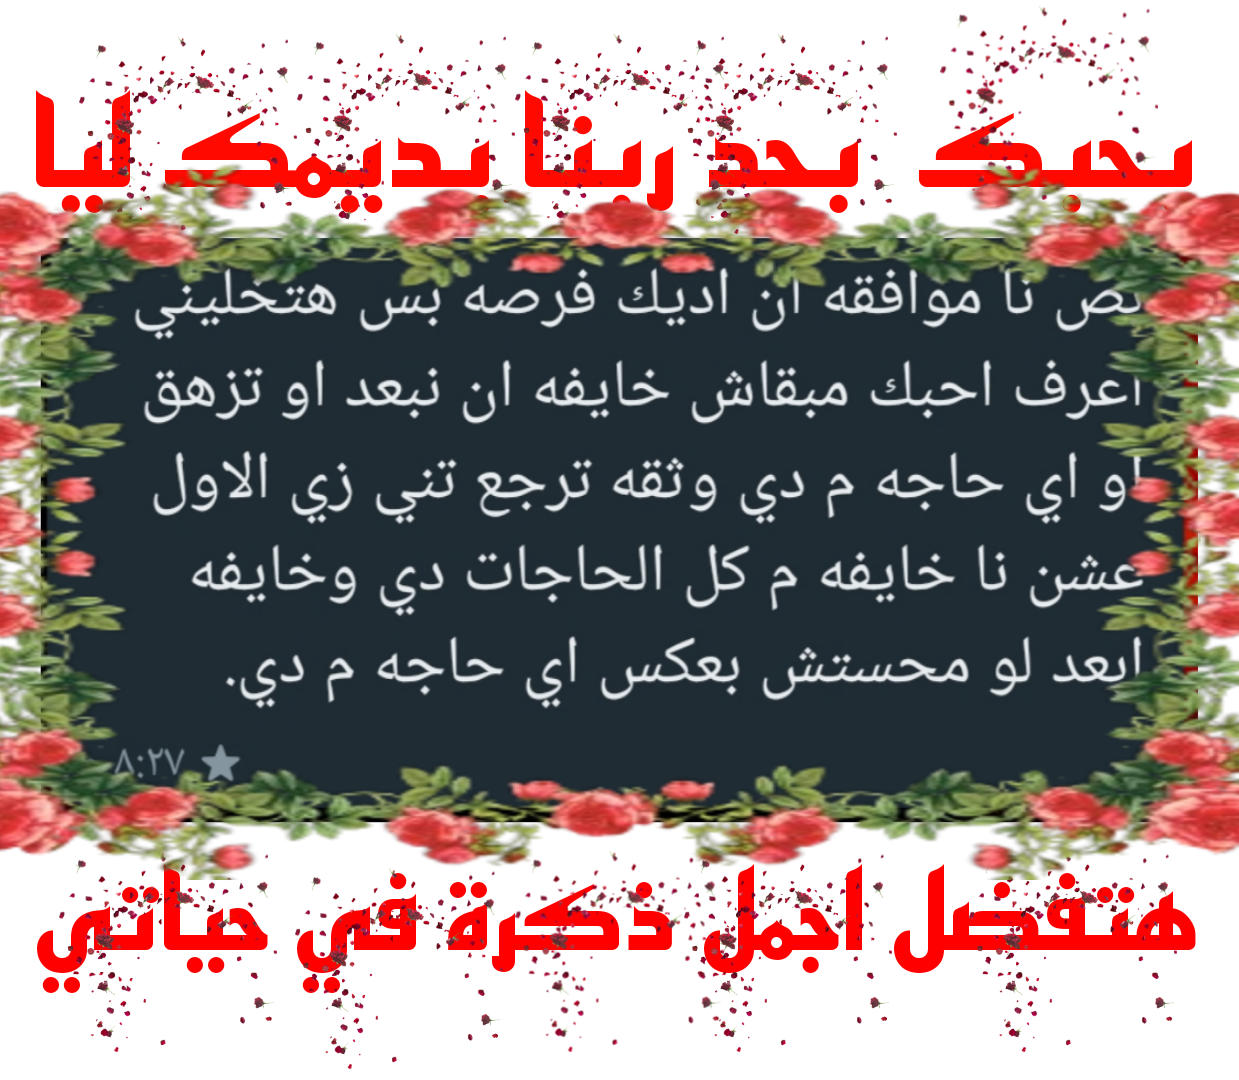 بحبك بجد ربنا يديمك ليا
بص نا موافقه ان اديك فرصه بس هتخليني
اعرف احبك مبقاش خايفه ان نبعد او تزهق
او اي حاجه م دي وثقه ترجع تني زي الاول
عشن نا خايفه م كل الحاجات دي وخايفه
ابعد لو محستش بعكس اي حاجه م دي.
٨:٢٧
هتفضل اجمل ذكرة في حياتي